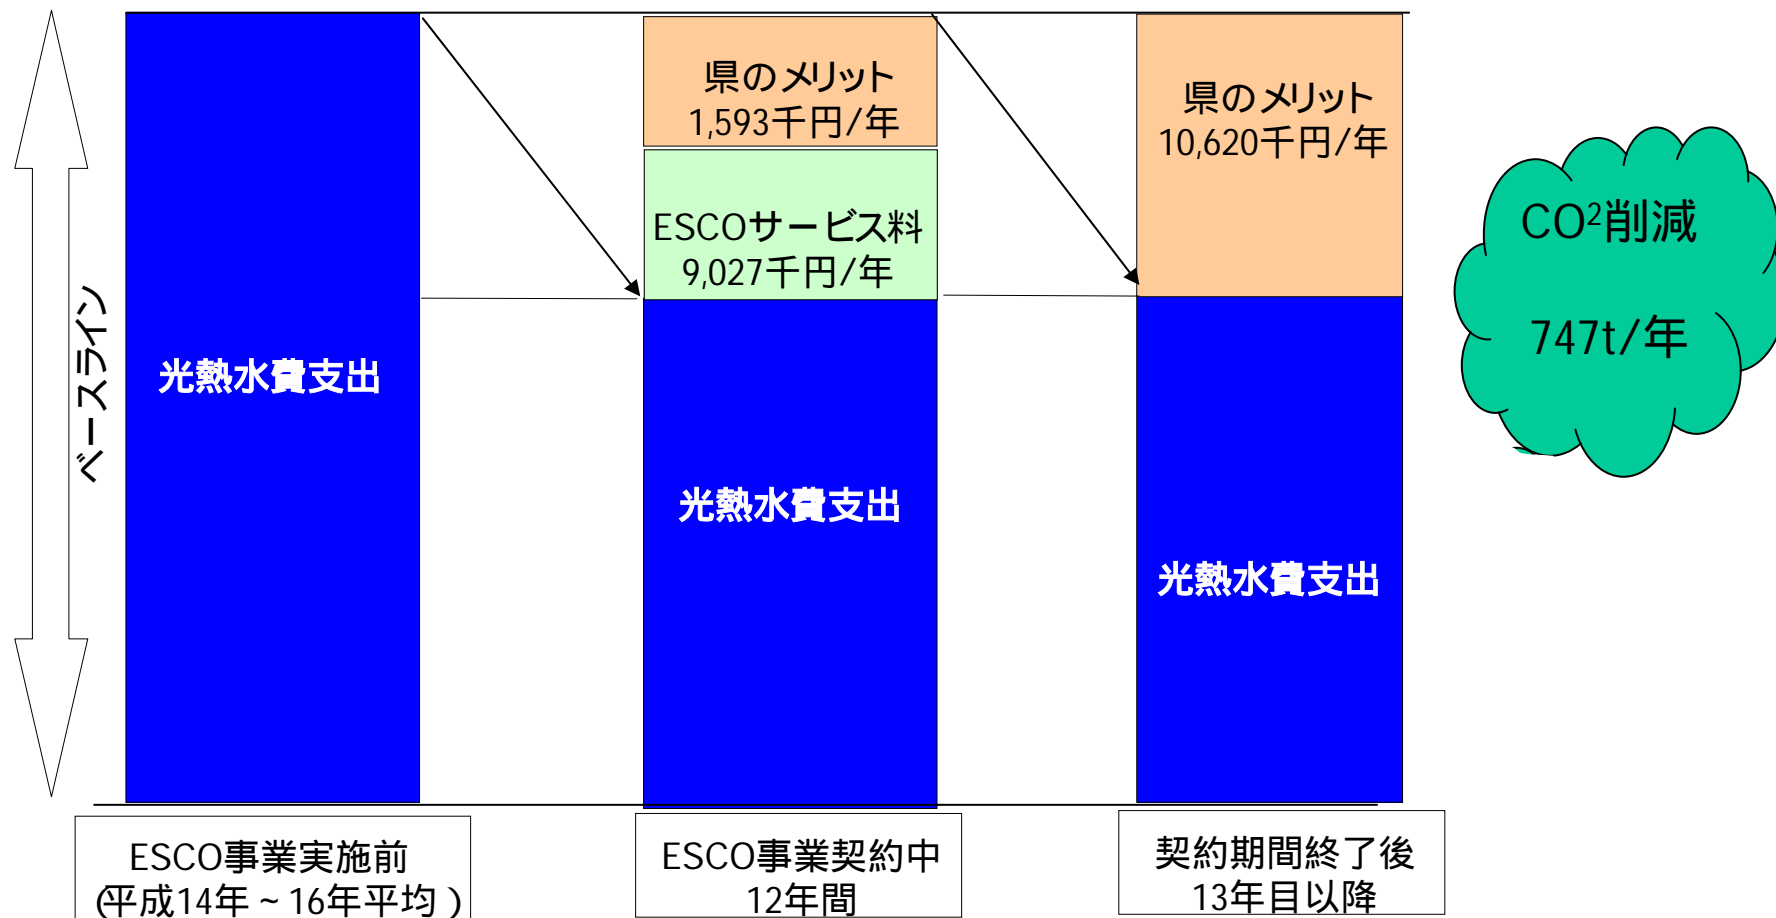 ベースライン
光熱水費支出
県のメリット
1,593千円/年
ESCOサービス料
9,027千円/年
光熱水費支出
県のメリット
10,620千円/年
光熱水費支出
CO²削減
747t/年
ESCO事業実施前
(平成14年~16年平均)
ESCO事業契約中
12年間
契約期間終了後
13年目以降